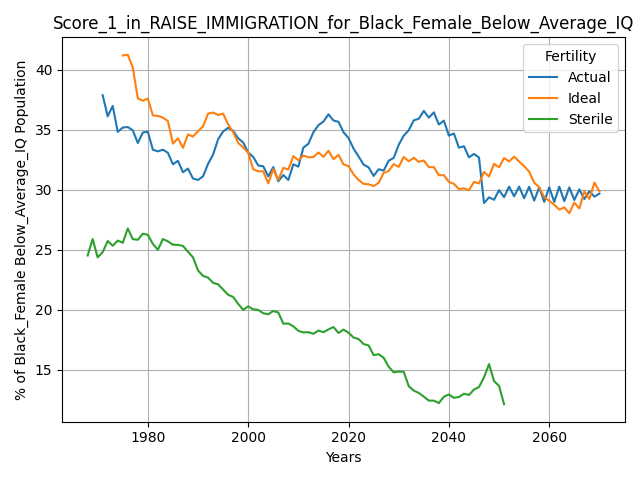 Score_1_in_RAISE_IMMIGRATION_for_Black_Female_Below_Average_IQ
% of Black_Female Below_Average_IQ Population
40
35
30
25
20
15
Fertility
Actual
Ideal
Sterile
1980 2000 2020 2040 2060
Years